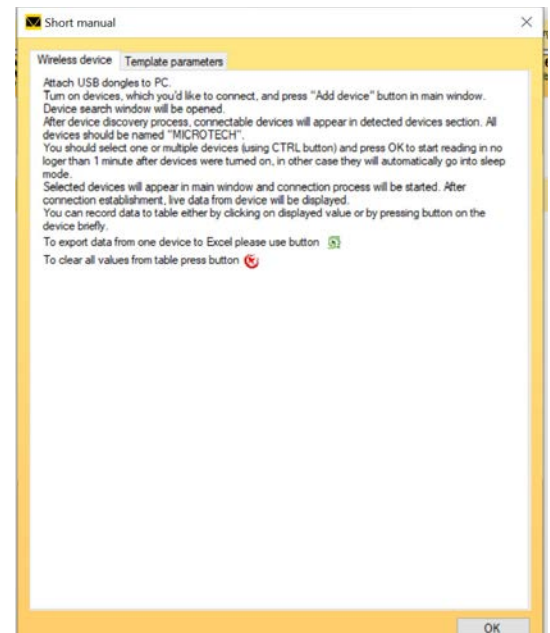 Short manual
Wireless device Template parameters
Attach USB dongles to PC.
Turn on devices, which you'd like to connect, and press "Add device" button in main window.
Device search window will be opened.
After device discovery process, connectable devices will appear in detected devices section. All
devices should be named "MICROTECH".
You should select one or multiple devices (using CTRL button) and press OK to start reading in no
loger than 1 minute after devices were turned on, in other case they will automatically go into sleep
mode.
Selected devices will appear in main window and connection process will be started. After
connection establishment, live data from device will be displayed.
You can record data to table either by clicking on displayed value or by pressing button on the
device briefly.
To export data from one device to Excel please use button
To clear all values from table press button
OK